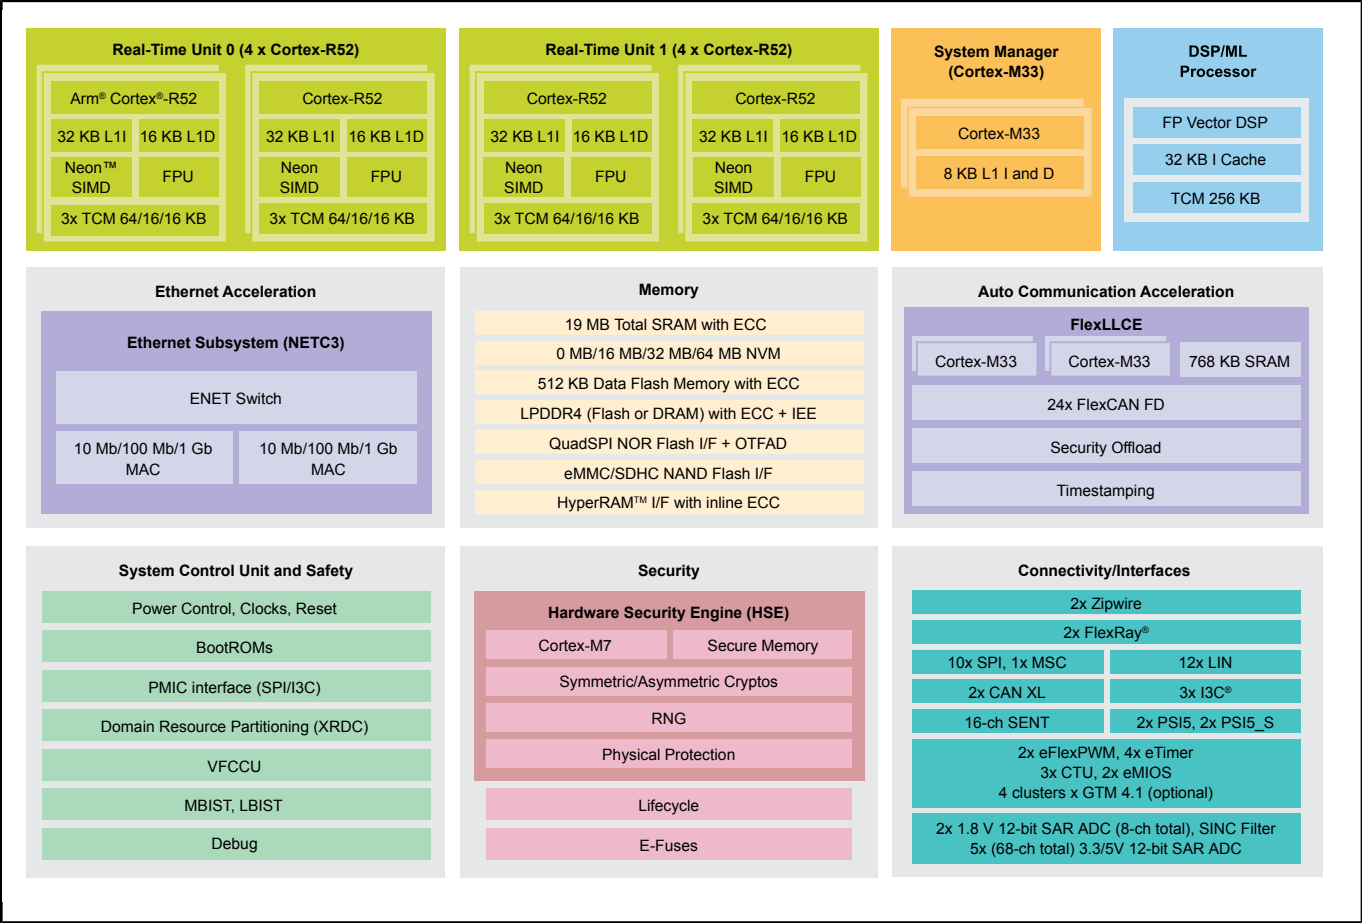 Real-Time Unit 0 (4 x Cortex-R52)
Arm® Cortex®-R52
32 KB L1I
16 KB L1D
Neon™
SIMD
FPU
3x TCM 64/16/16 KB
Cortex-R52
32 KB L1I
16 KB L1D
Neon
SIMD
FPU
3x TCM 64/16/16 KB
Real-Time Unit 1 (4 x Cortex-R52)
Cortex-R52
32 KB L1I
16 KB L1D
Neon
SIMD
FPU
3x TCM 64/16/16 KB
Cortex-R52
32 KB L1I
16 KB L1D
Neon
SIMD
FPU
3x TCM 64/16/16 KB
System Manager
(Cortex-M33)
Cortex-M33
8 KB L1 I and D
DSP/ML
Processor
FP Vector DSP
32 KB I Cache
TCM 256 KB
Ethernet Acceleration
Ethernet Subsystem (NETC3)
ENET Switch
10 Mb/100 Mb/1 Gb
MAC
10 Mb/100 Mb/1 Gb
MAC
Memory
19 MB Total SRAM with ECC
0 MB/16 MB/32 MB/64 MB NVM
512 KB Data Flash Memory with ECC
LPDDR4 (Flash or DRAM) with ECC + IEE
QuadSPI NOR Flash I/F + OTFAD
eMMC/SDHC NAND Flash I/F
HyperRAM™ I/F with inline ECC
Auto Communication Acceleration
FlexLLCE
Cortex-M33
Cortex-M33
768 KB SRAM
24x FlexCAN FD
Security Offload
Timestamping
System Control Unit and Safety
Power Control, Clocks, Reset
BootROMs
PMIC interface (SPI/I3C)
Domain Resource Partitioning (XRDC)
VFCCU
MBIST, LBIST
Debug
Security
Hardware Security Engine (HSE)
Cortex-M7
Secure Memory
Symmetric/Asymmetric Cryptos
RNG
Physical Protection
Lifecycle
E-Fuses
Connectivity/Interfaces
2x Zipwire
2x FlexRay®
10x SPI, 1x MSC
12x LIN
2x CAN XL
3x I3C®
16-ch SENT
2x PSI5, 2x PSI5_S
2x eFlexPWM, 4x eTimer
3x CTU, 2x eMIOS
4 clusters x GTM 4.1 (optional)
2x 1.8 V 12-bit SAR ADC (8-ch total), SINC Filter
5x (68-ch total) 3.3/5V 12-bit SAR ADC